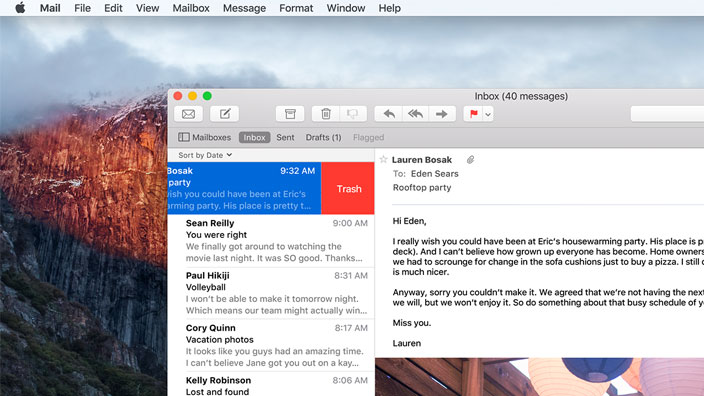 Mail File Edit View Mailbox Message Format Window Help
Inbox (40 messages)
Mailboxes Inbox Sent Drafts (1) Flagged
Sort by Date
Bosak 9:32 AM
party
wish you could have been at Eric's
arming party. His place is pretty t...
Trash
Sean Reilly 9:00 AM
You were right
We finally got around to watching the
movie last night. It was SO good. Thanks...
Paul Hikiji 8:31 AM
Volleyball
I won't be able to make it tomorrow night.
Which means our team might actually win...
Cory Quinn 8:17 AM
Vacation photos
It looks like you guys had an amazing time.
I can't believe Jane got you out on a kay...
Kelly Robinson 8:06 AM
Lost and found
Lauren Bosak
To: Eden Sears
Rooftop party
Hi Eden,
I really wish you could have been at Eric's housewarming party. His place is p
deck). And I can't believe how grown up everyone has become. Home owners
we had to scrounge for change in the sofa cushions just to buy a pizza. I still
is much nicer.
Anyway, sorry you couldn't make it. We agreed that we're not having the next
we will, but we won't enjoy it. So do something about that busy schedule of
Miss you.
Lauren